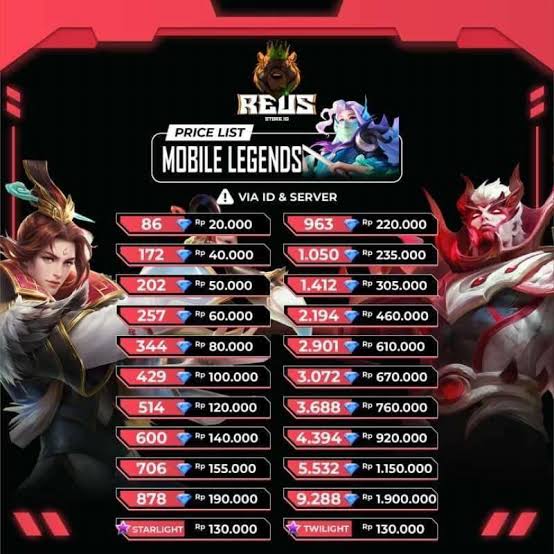 REUS
STORE.ID
PRICE LIST
MOBILE LEGENDS
VIA ID & SERVER
86 Rp 20.000
172 Rp 40.000
202 Rp 50.000
257 Rp 60.000
344 Rp 80.000
429 Rp 100.000
514 Rp 120.000
600 Rp 140.000
706 Rp 155.000
878 Rp 190.000
STARLIGHT Rp 130.000
963 Rp 220.000
1.050 Rp 235.000
1.412 Rp 305.000
2.194 Rp 460.000
2.901 Rp 610.000
3.072 Rp 670.000
3.688 Rp 760.000
4.394 Rp 920.000
5.532 Rp 1.150.000
9.288 Rp 1.900.000
TWILIGHT Rp 130.000